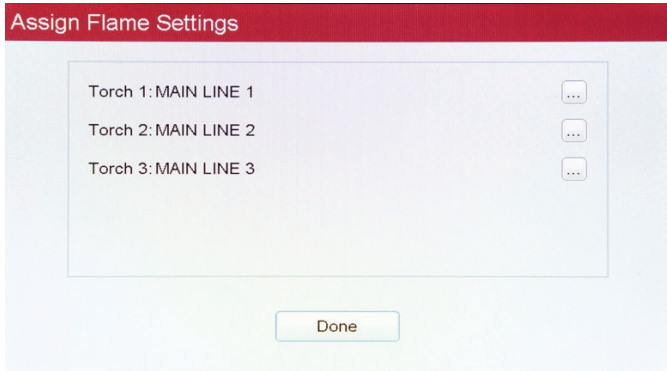 Assign Flame Settings
Torch 1: MAIN LINE 1 ...
Torch 2: MAIN LINE 2 ...
Torch 3: MAIN LINE 3 ...
Done